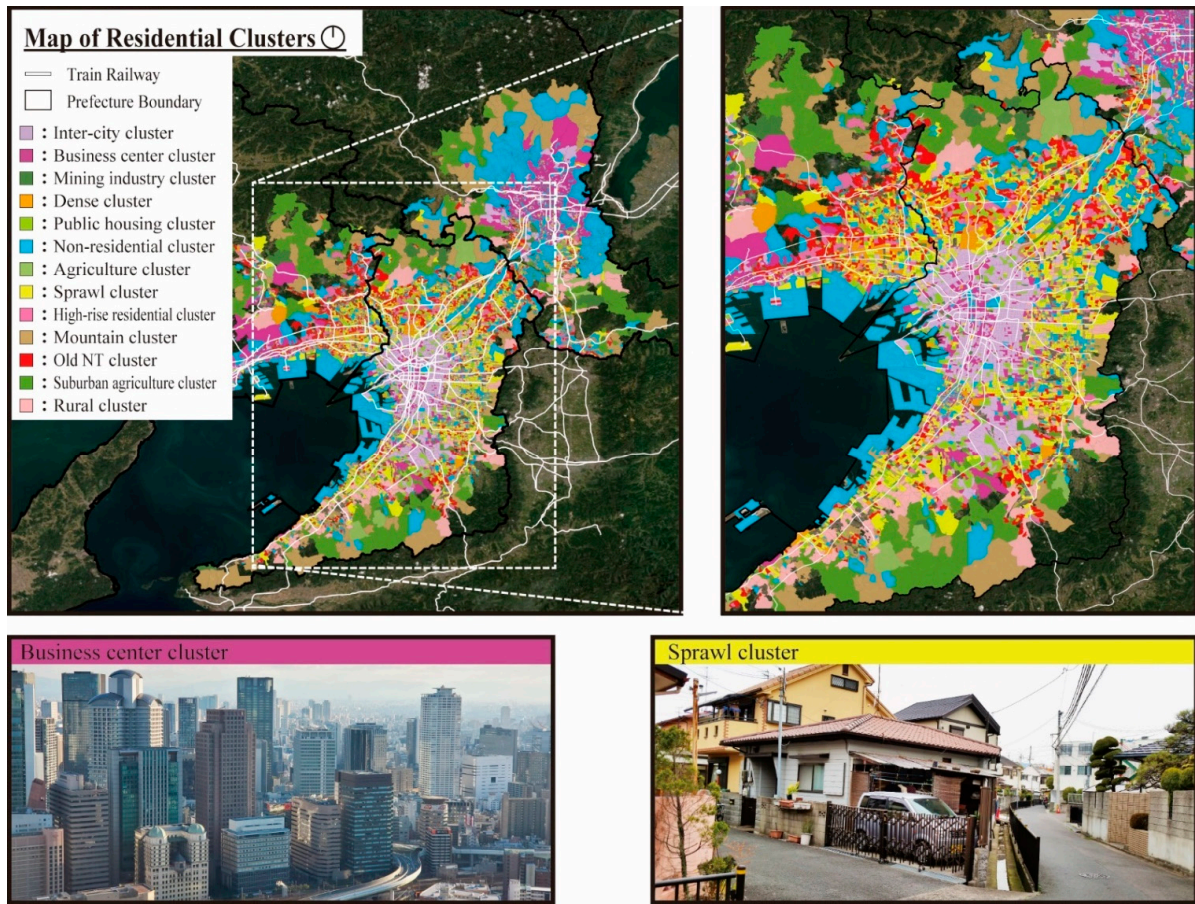 Map of Residential Clusters
Train Railway
Prefecture Boundary
: Inter-city cluster
: Business center cluster
: Mining industry cluster
: Dense cluster
: Public housing cluster
: Non-residential cluster
: Agriculture cluster
: Sprawl cluster
: High-rise residential cluster
: Mountain cluster
: Old NT cluster
: Suburban agriculture cluster
: Rural cluster
Business center cluster
Sprawl cluster